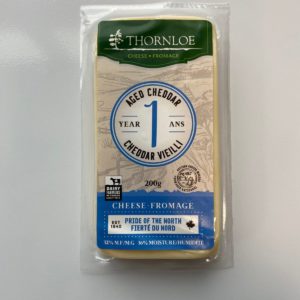 THORNLOE
CHEESE • FROMAGE
AGED CHEDDAR
YEAR 1 ANS
CHEDDAR VIEILLI
200g
DAIRY
CHEESE FROMAGE
EST
1940
PRIDE OF THE NORTH
FIERTÉ DU NORD
32% M.F./M.G. 36% MOISTURE/HUMIDITÉ